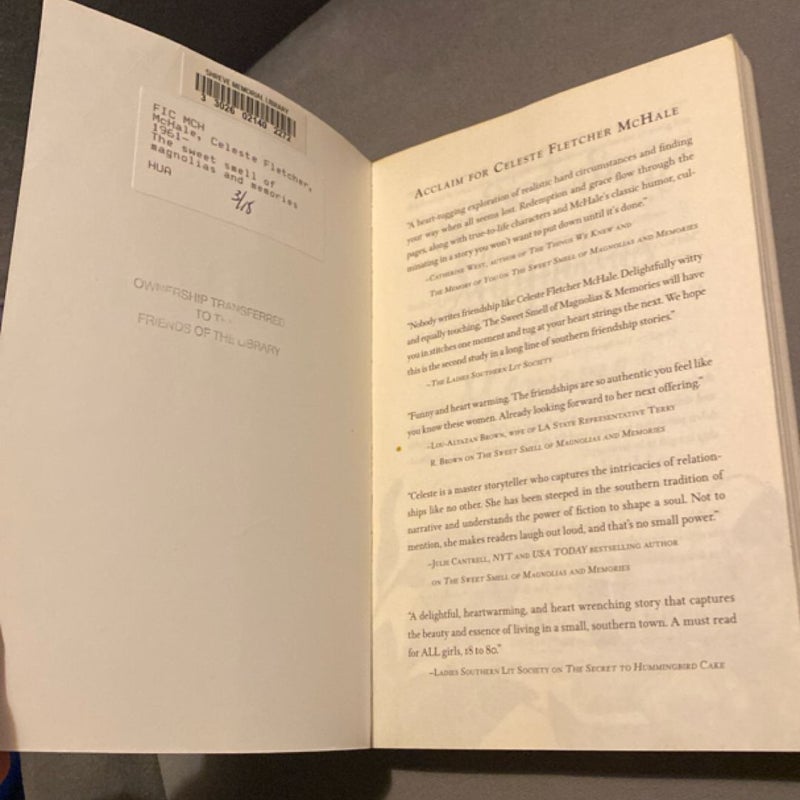 SHREVE MEMORIAL LIBRARY
3 3026 02140 2272
FIC MCH
McHale, Celeste Fletcher,
1961-
The sweet smell of
magnolias and memories
HUA
3/18
OWNERSHIP TRANSFERRED
TO
FRIENDS OF THE LIBRARY
ACCLAIM FOR CELESTE FLETCHER MCHALE
"A heart-tugging exploration of realistic hard circumstances and finding
your way when all seems lost. Redemption and grace flow through the
pages, along with true-to-life characters and McHale's classic humor, cul-
minating in a story you won't want to put down until it's done."
–CATHERINE WEST, AUTHOR OF THE THINGS WE KNEW AND
THE MEMORY OF YOU ON THE SWEET SMELL OF MAGNOLIAS AND MEMORIES
"Nobody writes friendship like Celeste Fletcher McHale. Delightfully witty
and equally touching, The Sweet Smell of Magnolias & Memories will have
you in stitches one moment and tug at your heart strings the next. We hope
this is the second study in a long line of southern friendship stories."
–THE LADIES SOUTHERN LIT SOCIETY
"Funny and heart warming. The friendships are so authentic you feel like
you know these women. Already looking forward to her next offering."
–LOU-ALTAZAN BROWN, WIFE OF LA STATE REPRESENTATIVE TERRY
R. BROWN ON THE SWEET SMELL OF MAGNOLIAS AND MEMORIES
"Celeste is a master storyteller who captures the intricacies of relation-
ships like no other. She has been steeped in the southern tradition of
narrative and understands the power of fiction to shape a soul. Not to
mention, she makes readers laugh out loud, and that's no small power."
–JULIE CANTRELL, NYT AND USA TODAY BESTSELLING AUTHOR
ON THE SWEET SMELL OF MAGNOLIAS AND MEMORIES
"A delightful, heartwarming, and heart wrenching story that captures
the beauty and essence of living in a small, southern town. A must read
for ALL girls, 18 to 80."
–LADIES SOUTHERN LIT SOCIETY ON THE SECRET TO HUMMINGBIRD CAKE